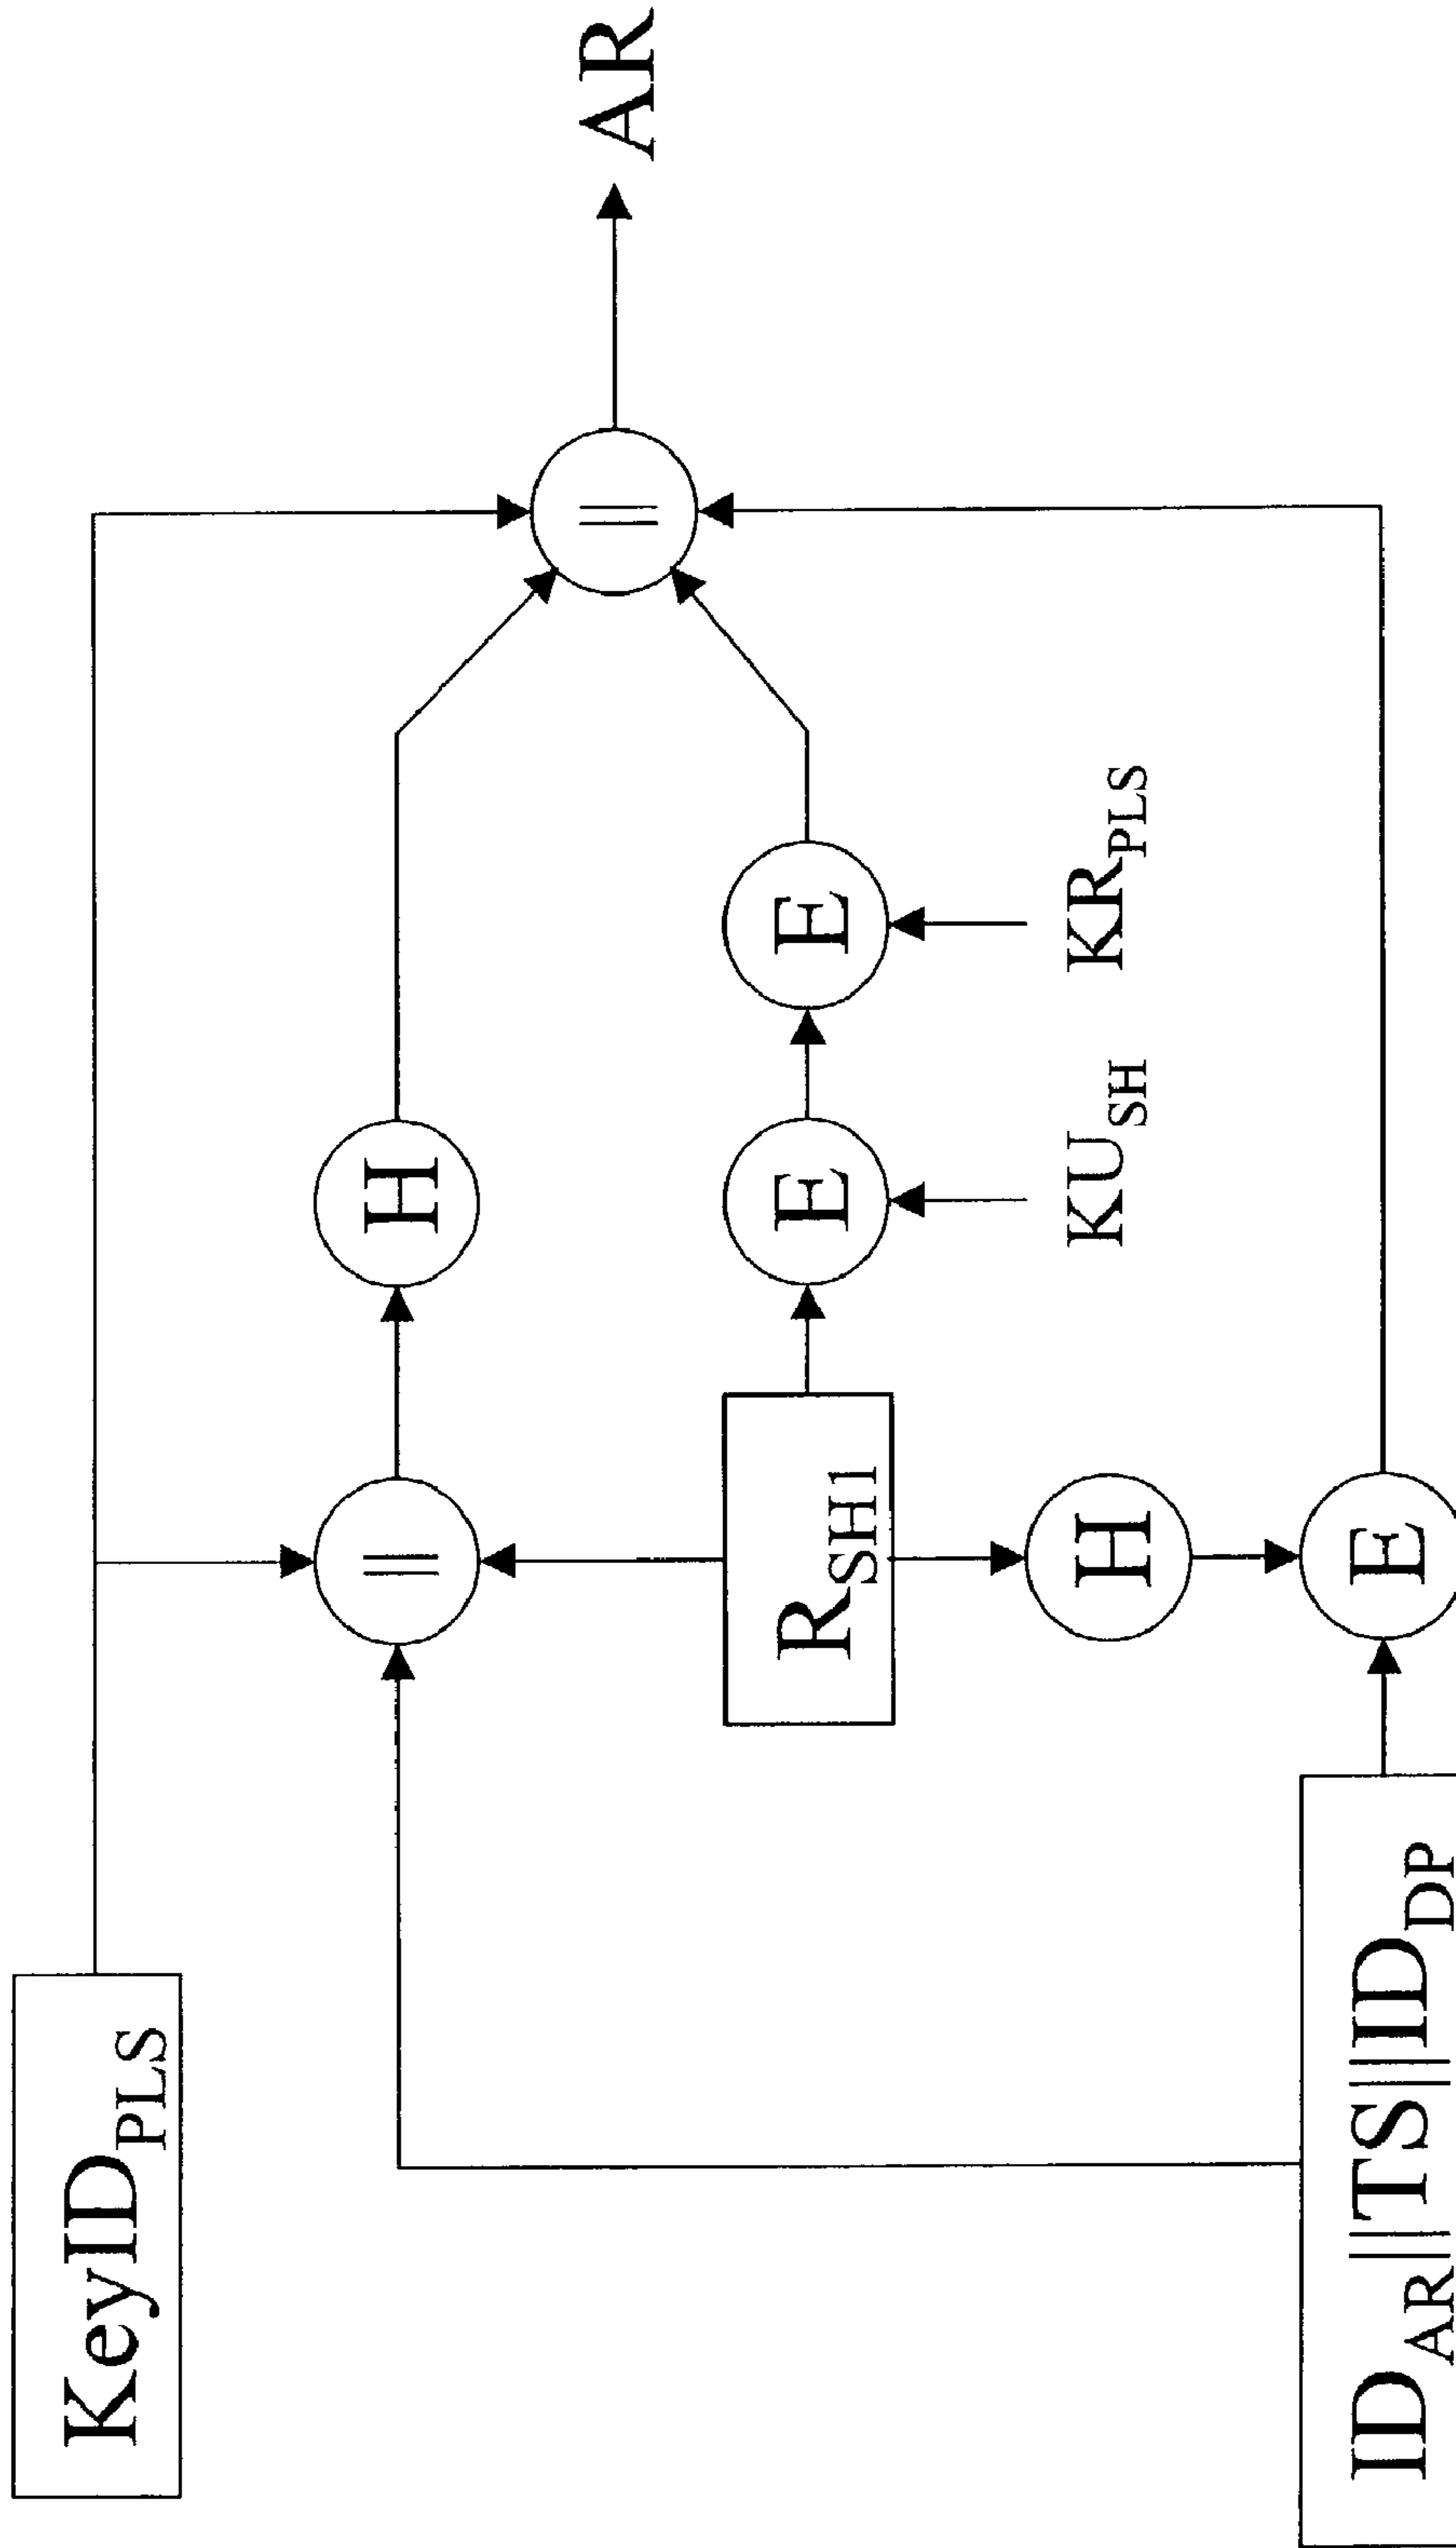 KeyID_PLS
||
H
||
AR
R_SH1
E
E
KU_SH
KR_PLS
H
ID_AR||TS||ID_DP
E